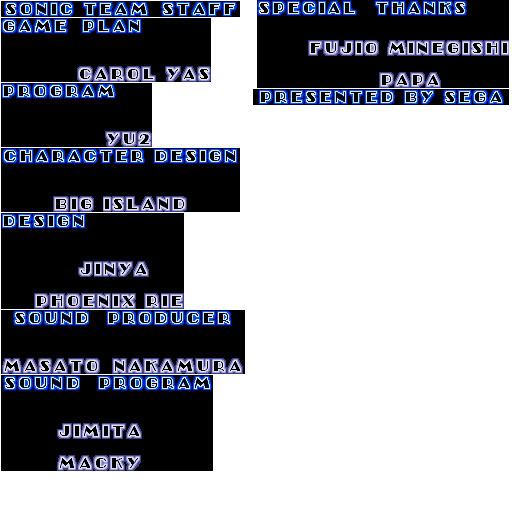 SONIC TEAM STAFF
GAME PLAN
CAROL YAS
PROGRAM
YU2
CHARACTER DESIGN
BIG ISLAND
DESIGN
JINYA
PHOENIX RIE
SOUND PRODUCER
MASATO NAKAMURA
SOUND PROGRAM
JIMITA
MACKY
SPECIAL THANKS
FUJIO MINEGISHI
PAPA
PRESENTED BY SEGA